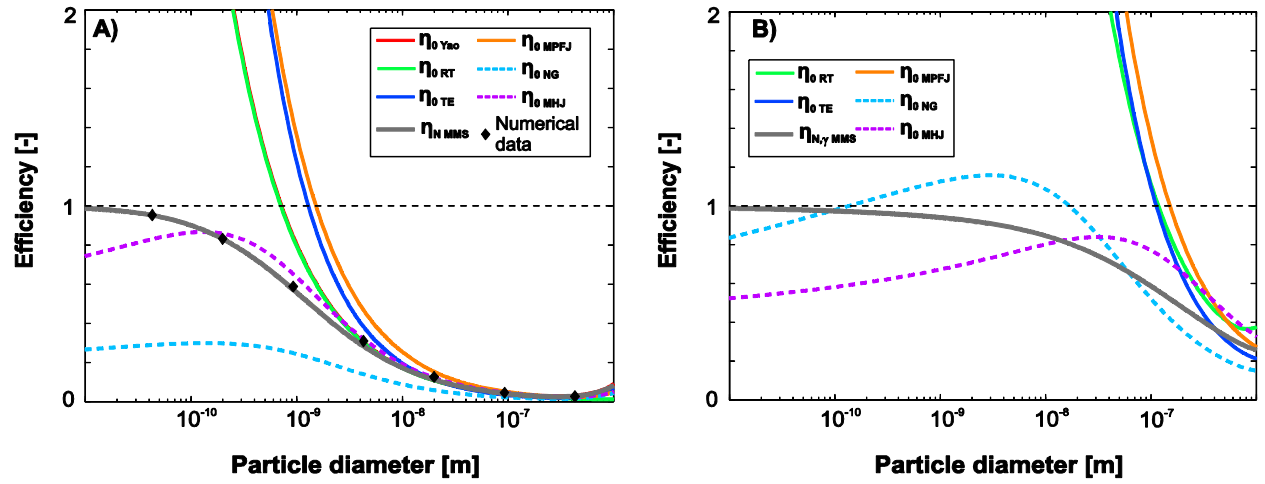 A)
2
1
0
Efficiency [-]
η0 Yao
η0 RT
η0 TE
ηN MMS
η0 MPFJ
η0 NG
η0 MHJ
Numerical
data
10-10
10-9
10-8
10-7
Particle diameter [m]
B)
2
1
0
Efficiency [-]
η0 RT
η0 TE
ηN,γ MMS
η0 MPFJ
η0 NG
η0 MHJ
10-10
10-9
10-8
10-7
Particle diameter [m]